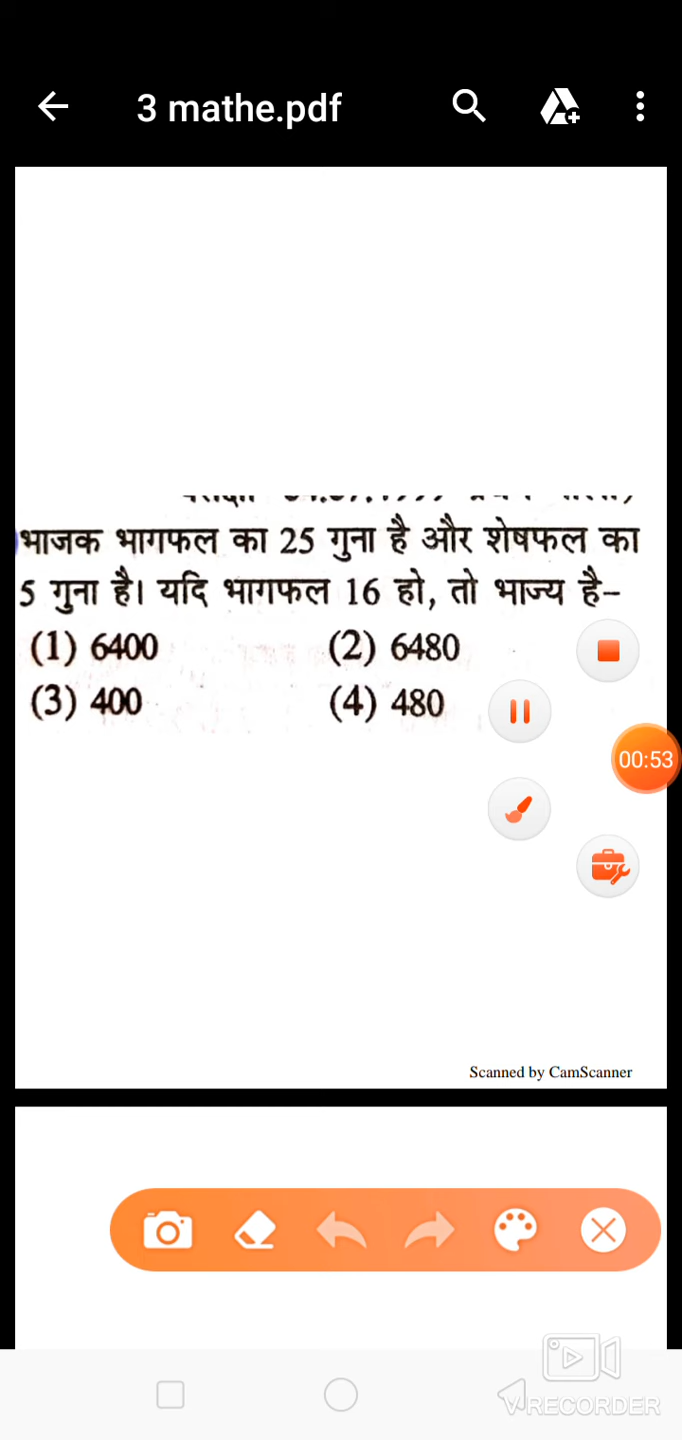 3 mathe.pdf
भाजक भागफल का 25 गुना है और शेषफल का
5 गुना है। यदि भागफल 16 हो, तो भाज्य है–
(1) 6400 (2) 6480
(3) 400 (4) 480
00:53
Scanned by CamScanner
VRECORDER